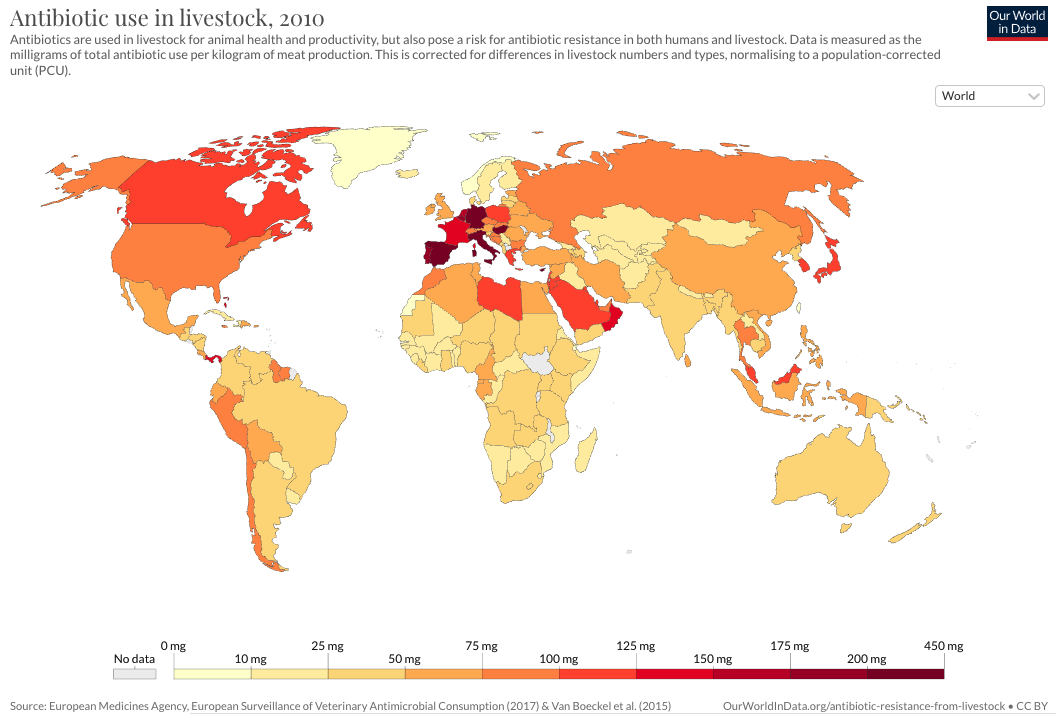 Antibiotic use in livestock, 2010
Antibiotics are used in livestock for animal health and productivity, but also pose a risk for antibiotic resistance in both humans and livestock. Data is measured as the
milligrams of total antibiotic use per kilogram of meat production. This is corrected for differences in livestock numbers and types, normalising to a population-corrected
unit (PCU).
Our World
in Data
World
No data
0 mg
10 mg
25 mg
50 mg
75 mg
100 mg
125 mg
150 mg
175 mg
200 mg
450 mg
Source: European Medicines Agency, European Surveillance of Veterinary Antimicrobial Consumption (2017) & Van Boeckel et al. (2015)
OurWorldInData.org/antibiotic-resistance-from-livestock • CC BY